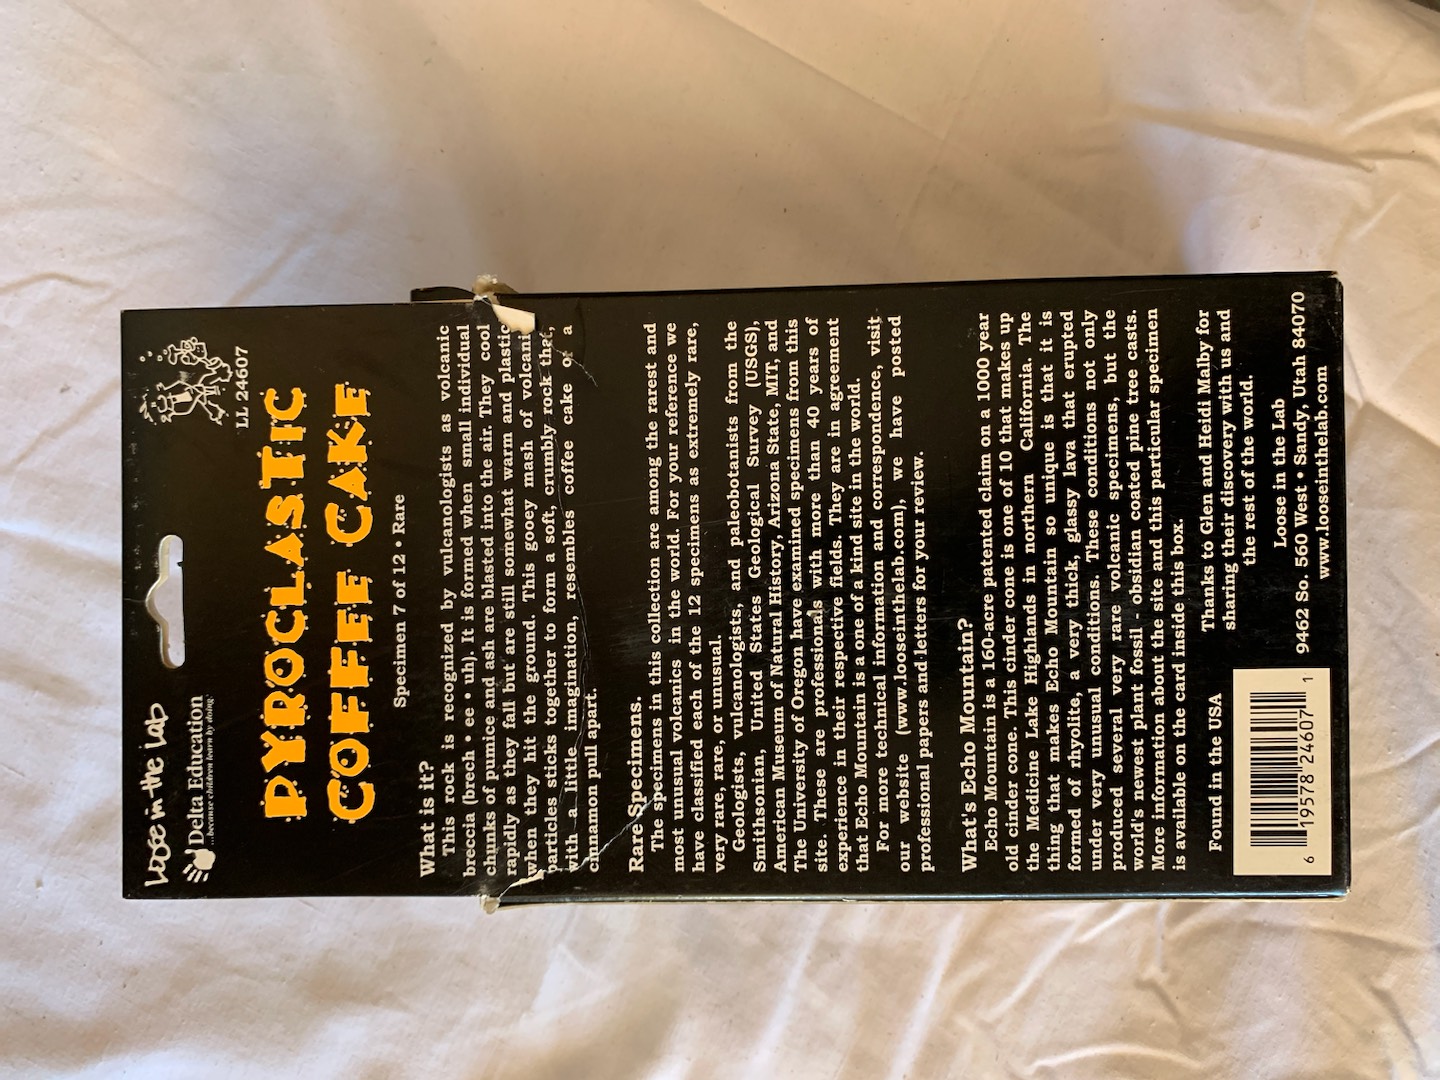 Loose in the Lab
Delta Education
...because children learn by doing.
LL 24607
PYROCLASTIC
COFFEE CAKE
Specimen 7 of 12 • Rare
What is it?
This rock is recognized by vulcanologists as volcanic
breccia (brech • ee • uh). It is formed when small individual
chunks of pumice and ash are blasted into the air. They cool
rapidly as they fall but are still somewhat warm and plastic
when they hit the ground. This gooey mash of volcanic
particles sticks together to form a soft, crumbly rock that,
with a little imagination, resembles coffee cake or a
cinnamon pull apart.
Rare Specimens.
The specimens in this collection are among the rarest and
most unusual volcanics in the world. For your reference we
have classified each of the 12 specimens as extremely rare,
very rare, rare, or unusual.
Geologists, vulcanologists, and paleobotanists from the
Smithsonian, United States Geological Survey (USGS),
American Museum of Natural History, Arizona State, MIT, and
The University of Oregon have examined specimens from this
site. These are professionals with more than 40 years of
experience in their respective fields. They are in agreement
that Echo Mountain is a one of a kind site in the world.
For more technical information and correspondence, visit
our website (www.looseinthelab.com), we have posted
professional papers and letters for your review.
What's Echo Mountain?
Echo Mountain is a 160-acre patented claim on a 1000 year
old cinder cone. This cinder cone is one of 10 that makes up
the Medicine Lake Highlands in northern California. The
thing that makes Echo Mountain so unique is that it is
formed of rhyolite, a very thick, glassy lava that erupted
under very unusual conditions. These conditions not only
produced several very rare volcanic specimens, but the
world's newest plant fossil - obsidian coated pine tree casts.
More information about the site and this particular specimen
is available on the card inside this box.
Found in the USA
6 19578 24607 1
Thanks to Glen and Heidi Malby for
sharing their discovery with us and
the rest of the world.
Loose in the Lab
9462 So. 560 West • Sandy, Utah 84070
www.looseinthelab.com